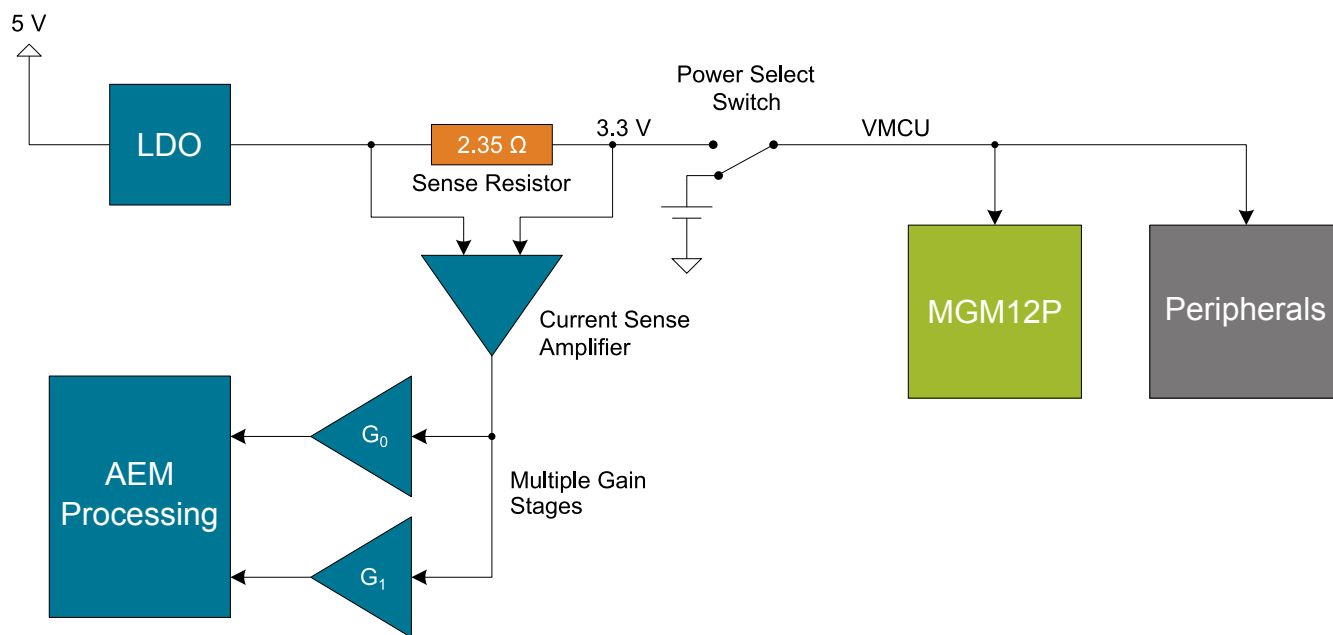 5 V
LDO
2.35 Ω
Sense Resistor
3.3 V
Power Select
Switch
VMCU
MGM12P
Peripherals
Current Sense
Amplifier
AEM
Processing
G₀
G₁
Multiple Gain
Stages